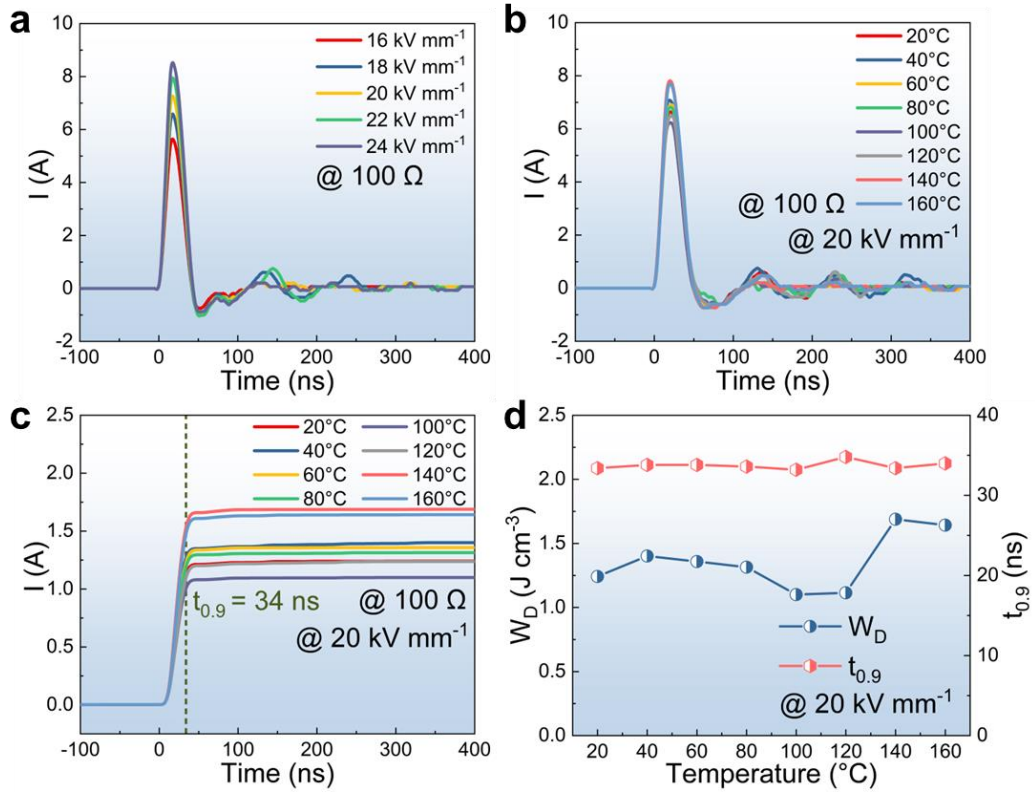 a
10
8
6
4
2
0
-2
I (A)
16 kV mm-1
18 kV mm-1
20 kV mm-1
22 kV mm-1
24 kV mm-1
@ 100 Ω
-100 0 100 200 300 400
Time (ns)
b
10
8
6
4
2
0
-2
I (A)
20°C
40°C
60°C
80°C
100°C
120°C
140°C
160°C
@ 100 Ω
@ 20 kV mm-1
-100 0 100 200 300 400
Time (ns)
c
2.5
2.0
1.5
1.0
0.5
0.0
I (A)
20°C 100°C
40°C 120°C
60°C 140°C
80°C 160°C
t0.9 = 34 ns
@ 100 Ω
@ 20 kV mm-1
-100 0 100 200 300 400
Time (ns)
d
2.5
2.0
1.5
1.0
0.5
0.0
WD (J cm-3)
WD
t0.9
@ 20 kV mm-1
40
30
20
10
0
t0.9 (ns)
20 40 60 80 100 120 140 160
Temperature (°C)